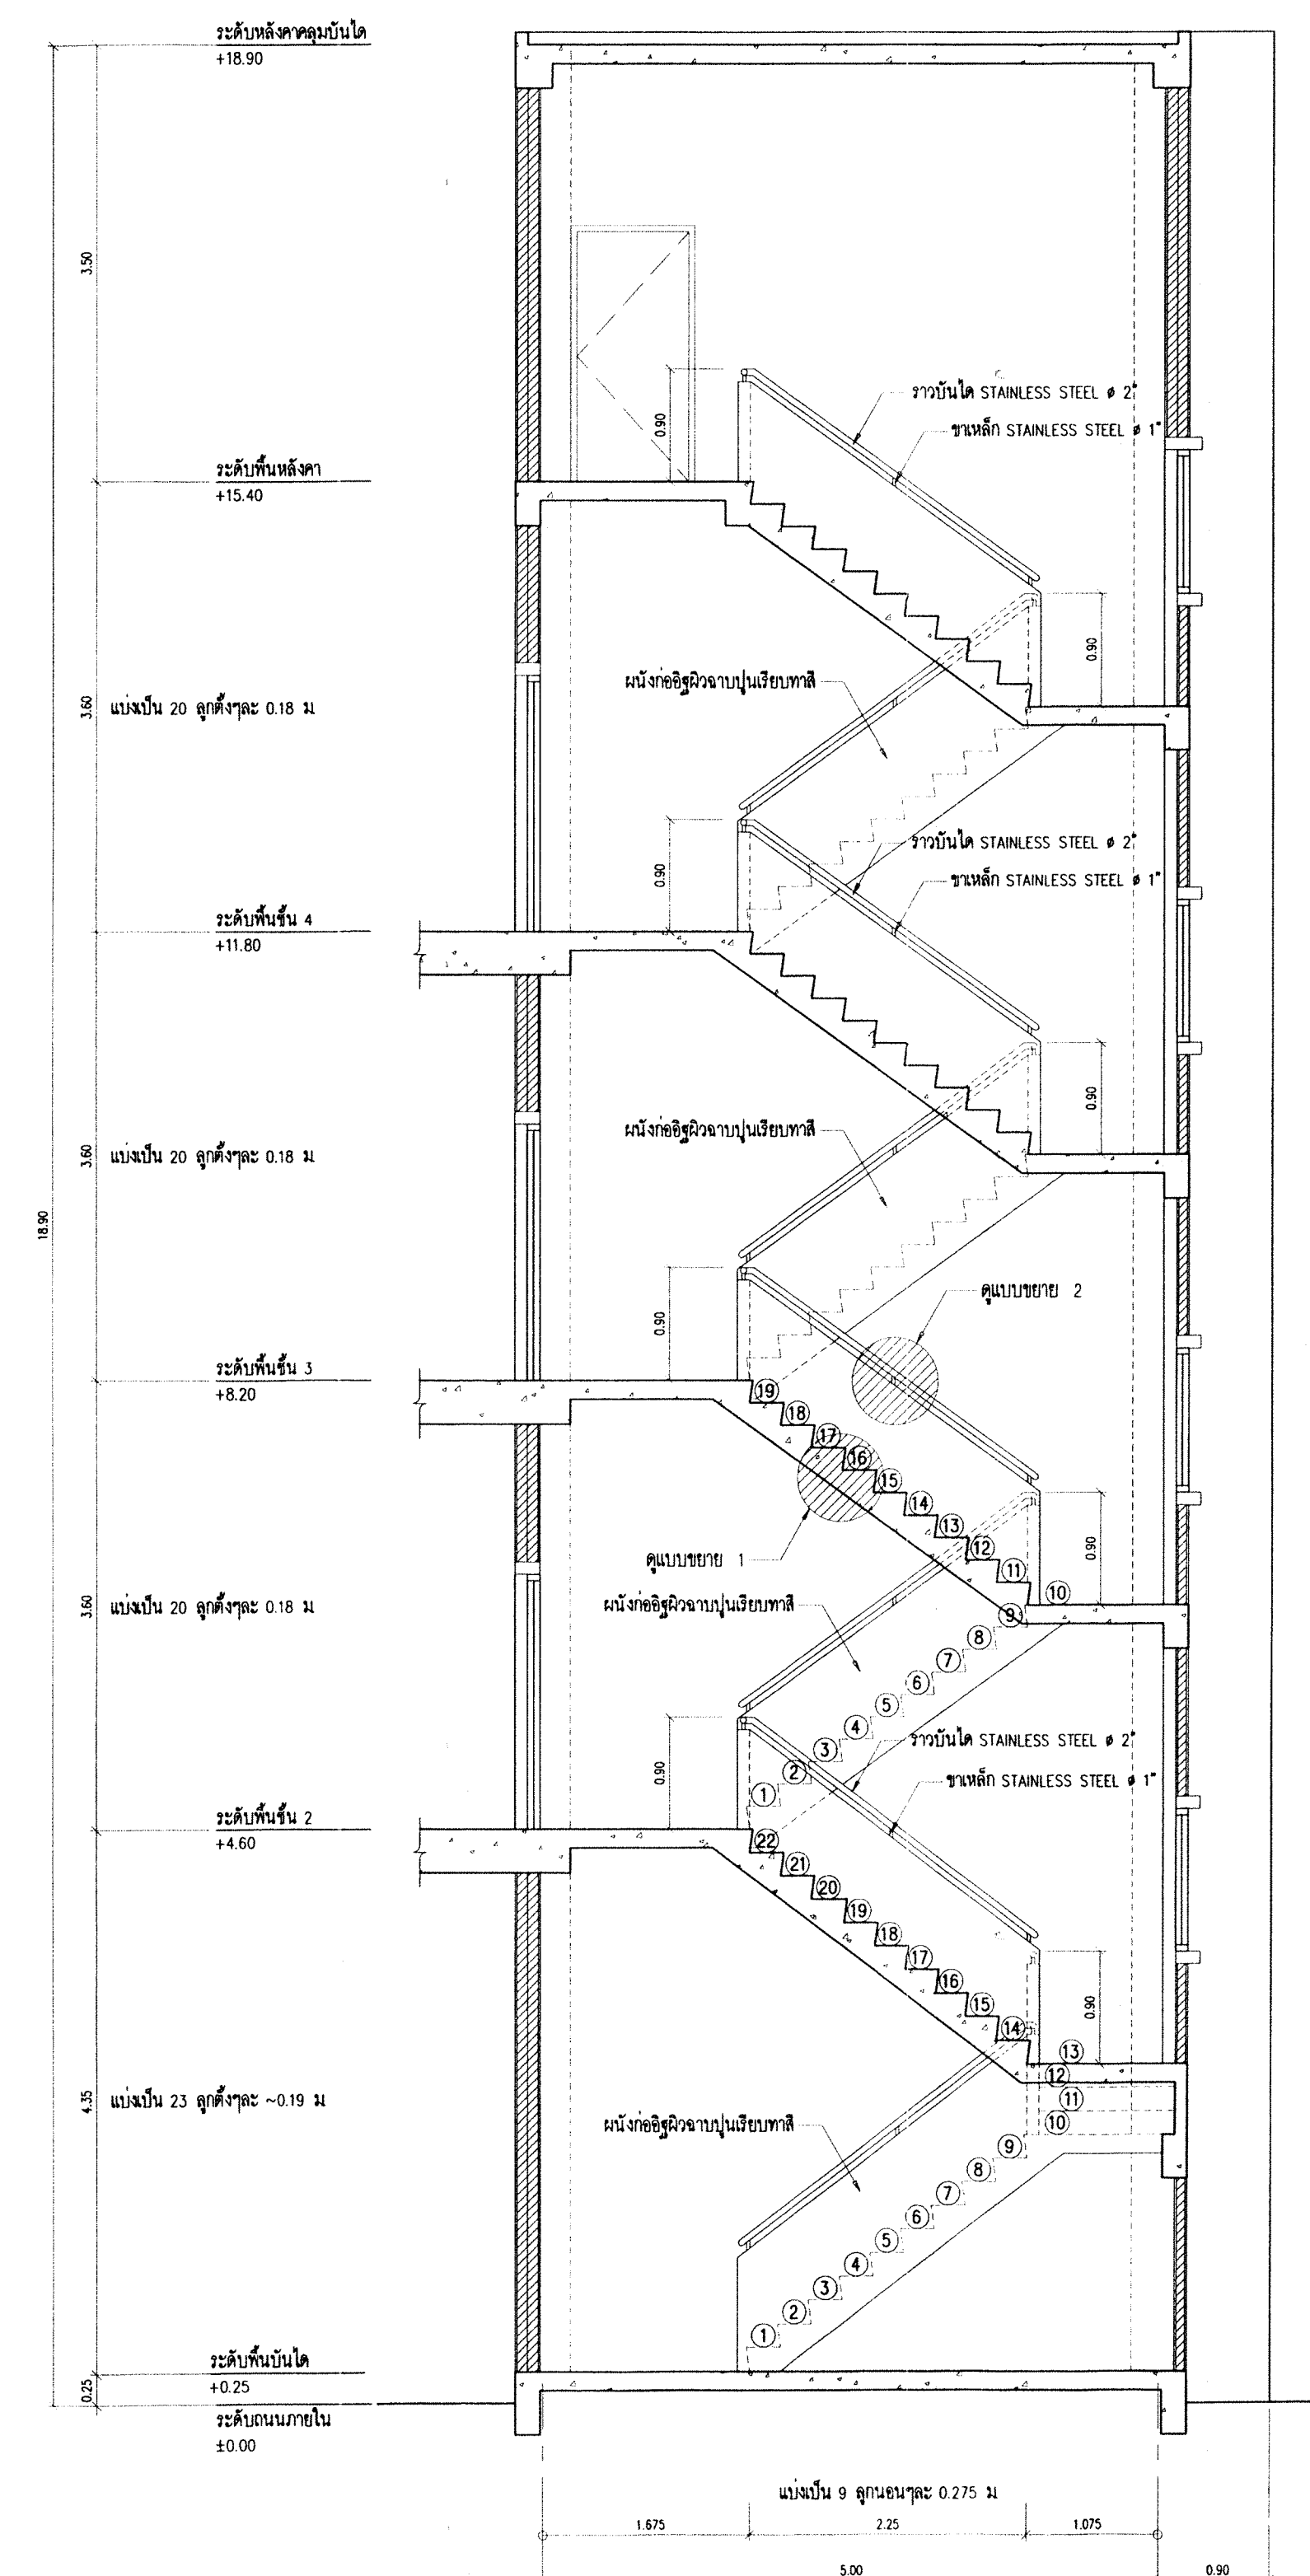 ระดับหลังคาคลุมบันได
+18.90
3.50
ราวบันได STAINLESS STEEL ø 2"
0.90
ขาเหล็ก STAINLESS STEEL ø 1"
ระดับพื้นหลังคา
+15.40
0.90
ผนังก่ออิฐผิวฉาบปูนเรียบทาสี
3.60
แบ่งเป็น 20 ลูกตั้งๆละ 0.18 ม
ราวบันได STAINLESS STEEL ø 2"
0.90
ขาเหล็ก STAINLESS STEEL ø 1"
ระดับพื้นชั้น 4
+11.80
0.90
ผนังก่ออิฐผิวฉาบปูนเรียบทาสี
3.60
แบ่งเป็น 20 ลูกตั้งๆละ 0.18 ม
18.90
ดูแบบขยาย 2
0.90
ระดับพื้นชั้น 3
+8.20
19
18
17
16
15
14
13
12
11
10
0.90
ดูแบบขยาย 1
ผนังก่ออิฐผิวฉาบปูนเรียบทาสี
3.60
แบ่งเป็น 20 ลูกตั้งๆละ 0.18 ม
9
8
7
6
5
4
3
2
1
ราวบันได STAINLESS STEEL ø 2"
0.90
ขาเหล็ก STAINLESS STEEL ø 1"
ระดับพื้นชั้น 2
+4.60
22
21
20
19
18
17
16
15
14
13
12
11
10
0.90
4.35
แบ่งเป็น 23 ลูกตั้งๆละ ~0.19 ม
ผนังก่ออิฐผิวฉาบปูนเรียบทาสี
9
8
7
6
5
4
3
2
1
ระดับพื้นบันได
+0.25
0.25
ระดับถนนภายใน
±0.00
แบ่งเป็น 9 ลูกนอนๆละ 0.275 ม
1.675 2.25 1.075
5.00 0.90